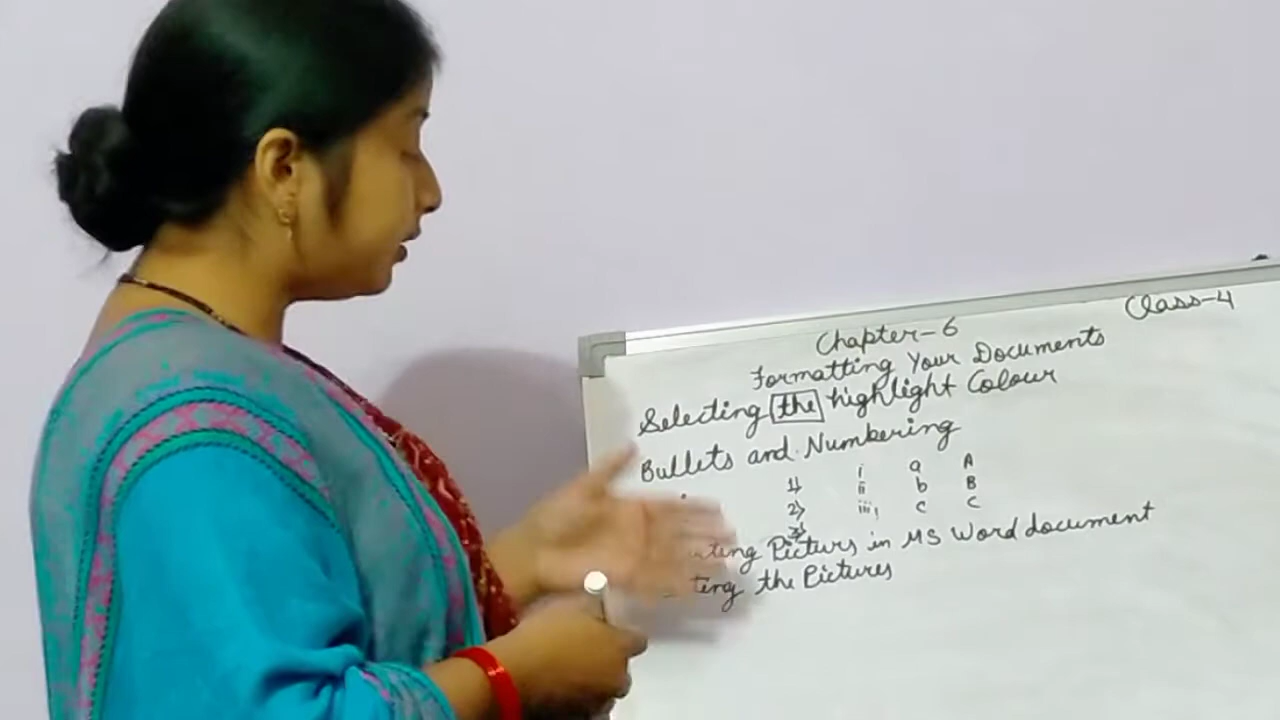 Class-4
Chapter-6
Formatting Your Documents
Selecting the highlight Colour
Bullets and Numbering
1) i a A
2) ii b B
3) iii, c C
Pictures in MS Word document
the Pictures